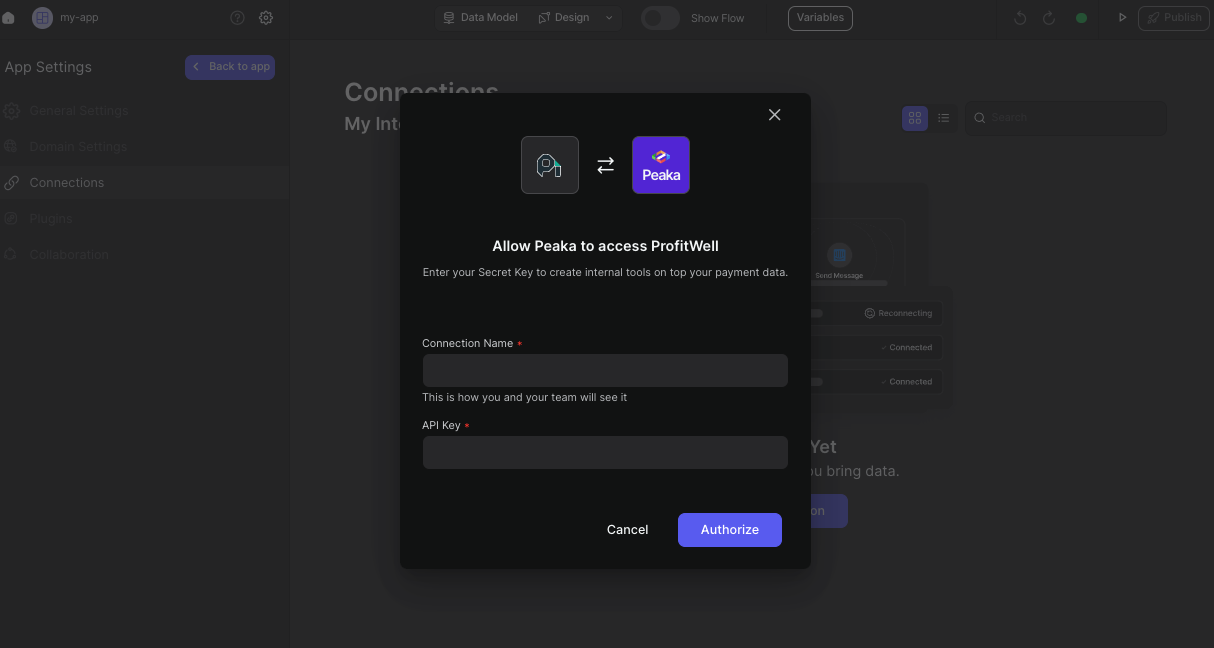 my-app
Data Model
Design
Show Flow
Variables
Publish
App Settings
Back to app
General Settings
Domain Settings
Connections
Plugins
Collaboration
Connections
My Int
Search
Peaka
Allow Peaka to access ProfitWell
Enter your Secret Key to create internal tools on top your payment data.
Connection Name *
This is how you and your team will see it
API Key *
Cancel
Authorize
Send Message
Reconnecting
Connected
Connected
Yet
ou bring data.
on